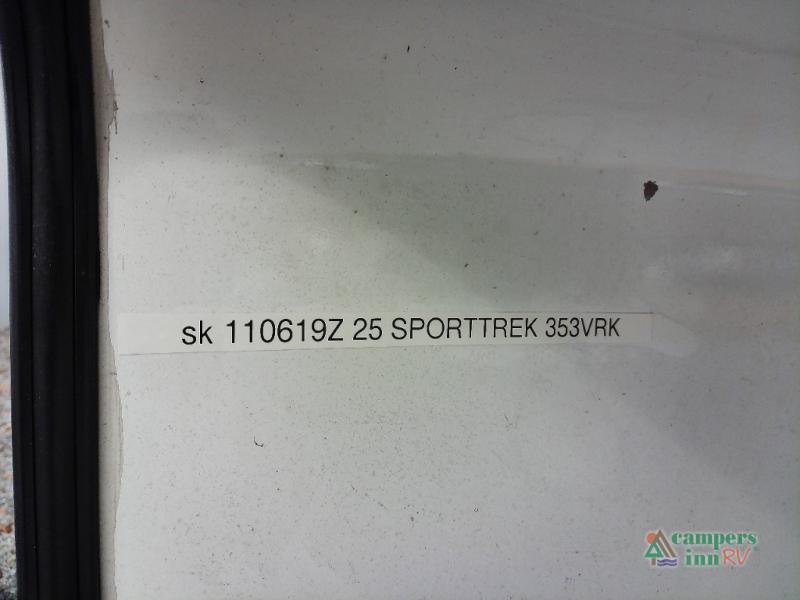 sk 110619Z 25 SPORTTREK 353VRK
campers
inn RV